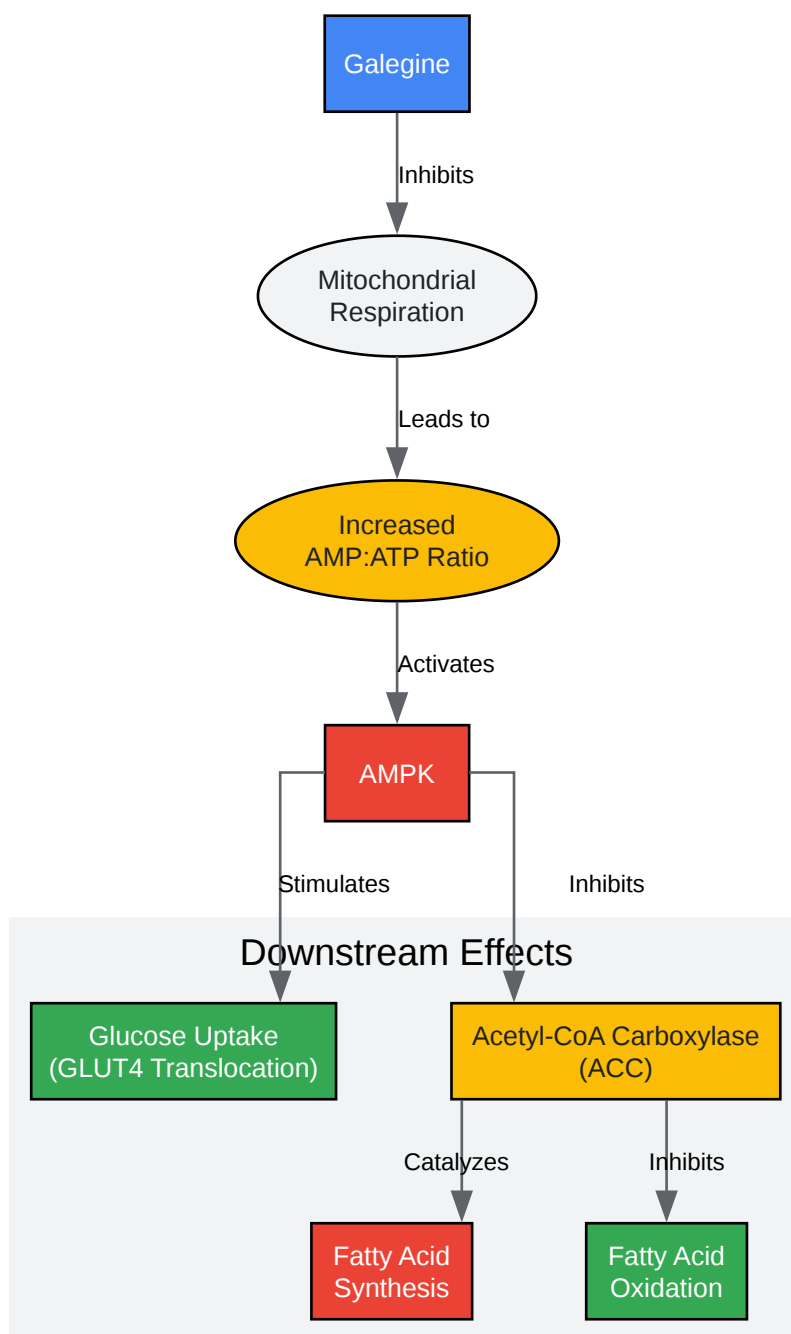 Galegine
Inhibits
Mitochondrial
Respiration
Leads to
Increased
AMP:ATP Ratio
Activates
AMPK
Stimulates
Inhibits
Downstream Effects
Glucose Uptake
(GLUT4 Translocation)
Acetyl-CoA Carboxylase
(ACC)
Catalyzes
Inhibits
Fatty Acid
Synthesis
Fatty Acid
Oxidation